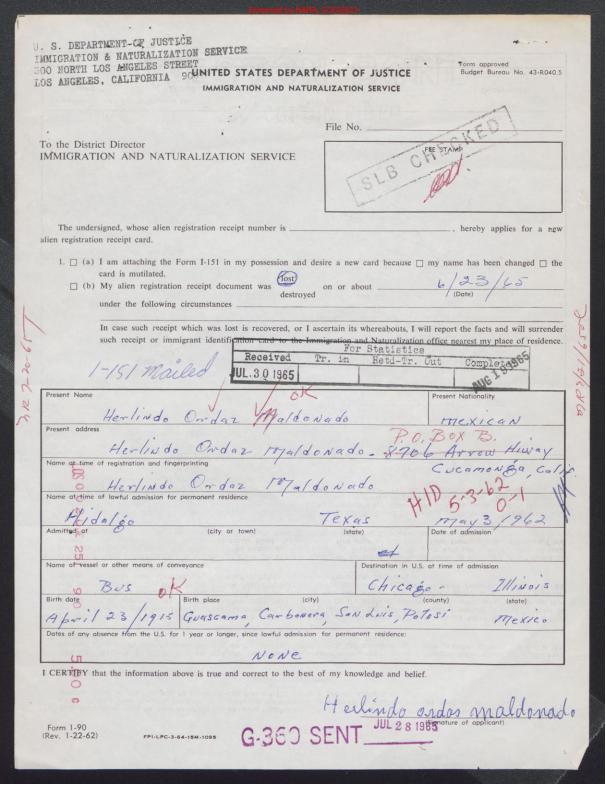 U. S. DEPARTMENT OF JUSTICE
IMMIGRATION & NATURALIZATION SERVICE
300 NORTH LOS ANGELES STREET
LOS ANGELES, CALIFORNIA
UNITED STATES DEPARTMENT OF JUSTICE
IMMIGRATION AND NATURALIZATION SERVICE
Form approved
Budget Bureau No. 43-R040.5
File No.
To the District Director
IMMIGRATION AND NATURALIZATION SERVICE
FEE STAMP
SLB CHECKED
The undersigned, whose alien registration receipt number is , hereby applies for a new
alien registration receipt card.
1. (a) I am attaching the Form I-151 in my possession and desire a new card because my name has been changed the
card is mutilated.
(b) My alien registration receipt document was lost on or about 6/23/65
destroyed (Date)
under the following circumstances
In case such receipt which was lost is recovered, or I ascertain its whereabouts, I will report the facts and will surrender
such receipt or immigrant identification card to the Immigration and Naturalization office nearest my place of residence.
For Statistics
Received Tr. in Retd-Tr. Out Completed
JUL 30 1965
I-151 mailed
OK
Present Name Present Nationality
Herlindo Ordaz Maldonado mexican
Present address
P.O. BOX B.
Herlindo Ordaz Maldonado - 8706 Arrow Hiway
Name at time of registration and fingerprinting
Cucamonga, Calif
Herlindo Ordaz Maldonado
HID 5-3-62
0-1
Name at time of lawful admission for permanent residence
Hidalgo Texas may 3/1962
Admitted at (city or town) (state) Date of admission
Name of vessel or other means of conveyance Destination in U.S. at time of admission
Bus Chicago - Illinois
OK
Birth date Birth place (city) (county) (state)
April 23/1915 Guascama, Carbonera, San Luis, Potosi Mexico
Dates of any absence from the U.S. for 1 year or longer, since lawful admission for permanent residence:
NONE
I CERTIFY that the information above is true and correct to the best of my knowledge and belief.
Herlindo ordas maldonado
(Signature of applicant)
JUL 28 1965
G-360 SENT
Form I-90
(Rev. 1-22-62)
FPI-LPC-3-64-15M-1095